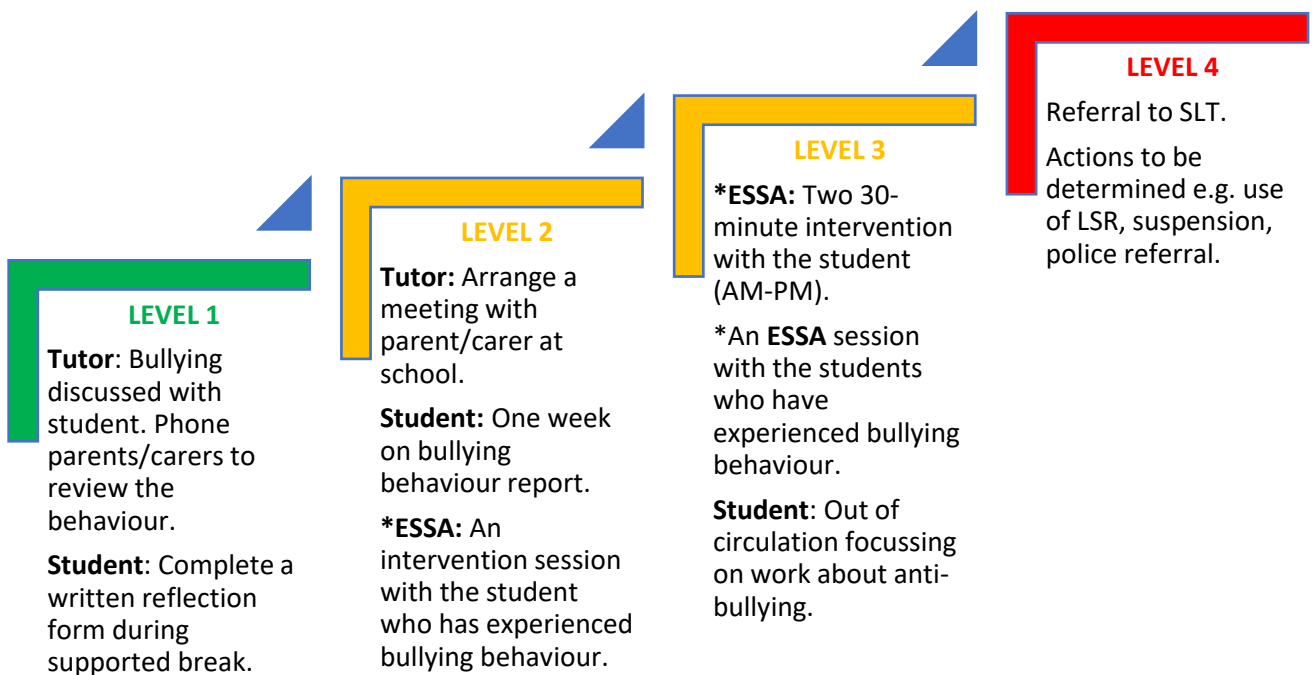 LEVEL 1
Tutor: Bullying
discussed with
student. Phone
parents/carers to
review the
behaviour.
Student: Complete a
written reflection
form during
supported break.
LEVEL 2
Tutor: Arrange a
meeting with
parent/carer at
school.
Student: One week
on bullying
behaviour report.
*ESSA: An
intervention session
with the student
who has experienced
bullying behaviour.
LEVEL 3
*ESSA: Two 30-
minute intervention
with the student
(AM-PM).
*An ESSA session
with the students
who have
experienced bullying
behaviour.
Student: Out of
circulation focussing
on work about anti-
bullying.
LEVEL 4
Referral to SLT.
Actions to be
determined e.g. use
of LSR, suspension,
police referral.